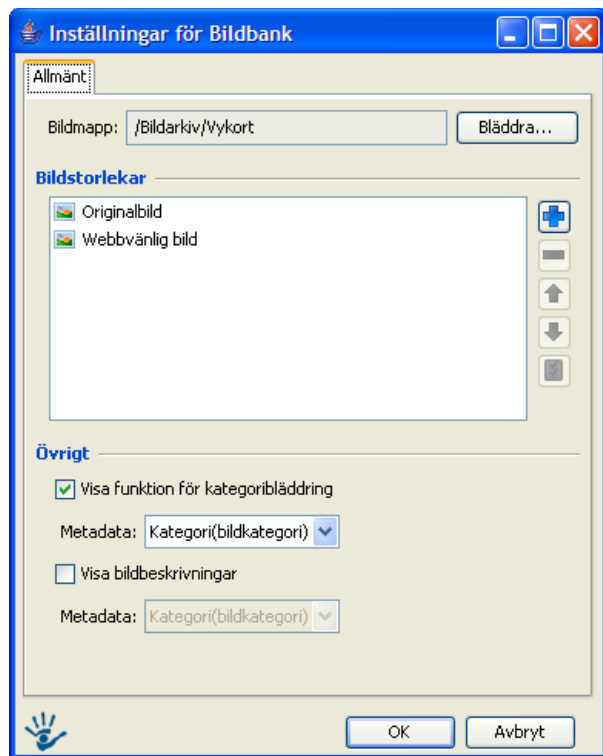 Inställningar för Bildbank
Allmänt
Bildmapp: /Bildarkiv/Vykort Bläddra...
Bildstorlekar
Originalbild
Webbvänlig bild
Övrigt
Visa funktion för kategoribläddring
Metadata: Kategori(bildkategori)
Visa bildbeskrivningar
Metadata: Kategori(bildkategori)
OK Avbryt